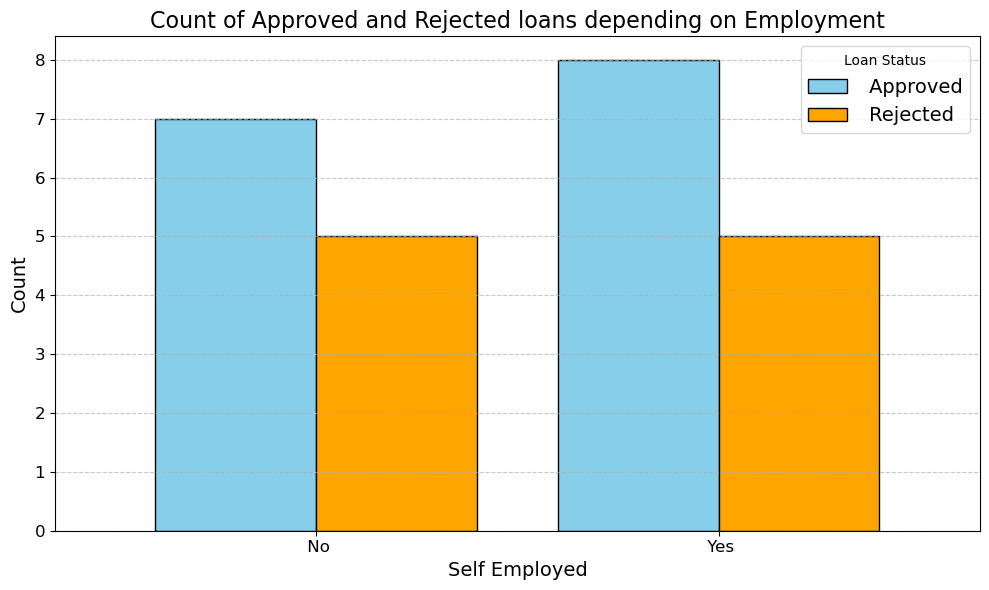 Count of Approved and Rejected loans depending on Employment
Loan Status
Approved
Rejected
Count
8
7
6
5
4
3
2
1
0
No
Yes
Self Employed